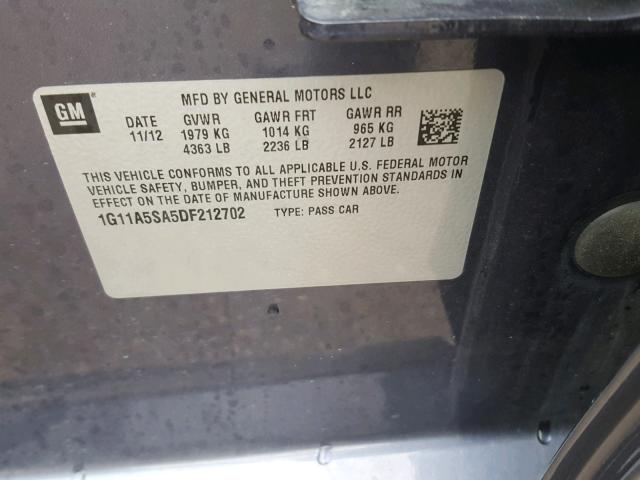 GM
MFD BY GENERAL MOTORS LLC
DATE GVWR GAWR FRT GAWR RR
11/12 1979 KG 1014 KG 965 KG
4363 LB 2236 LB 2127 LB
THIS VEHICLE CONFORMS TO ALL APPLICABLE U.S. FEDERAL MOTOR
VEHICLE SAFETY, BUMPER, AND THEFT PREVENTION STANDARDS IN
EFFECT ON THE DATE OF MANUFACTURE SHOWN ABOVE.
1G11A5SA5DF212702 TYPE: PASS CAR